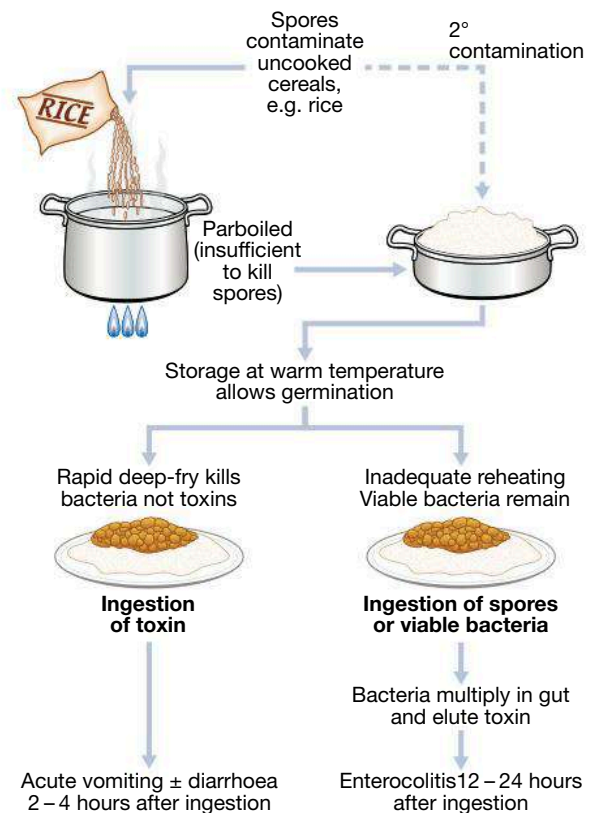 Spores
contaminate
uncooked
cereals,
e.g. rice
2°
contamination
RICE
Parboiled
(insufficient
to kill
spores)
Storage at warm temperature
allows germination
Rapid deep-fry kills
bacteria not toxins
Inadequate reheating
Viable bacteria remain
Ingestion
of toxin
Ingestion of spores
or viable bacteria
Bacteria multiply in gut
and elute toxin
Acute vomiting ± diarrhoea
2 – 4 hours after ingestion
Enterocolitis12 – 24 hours
after ingestion